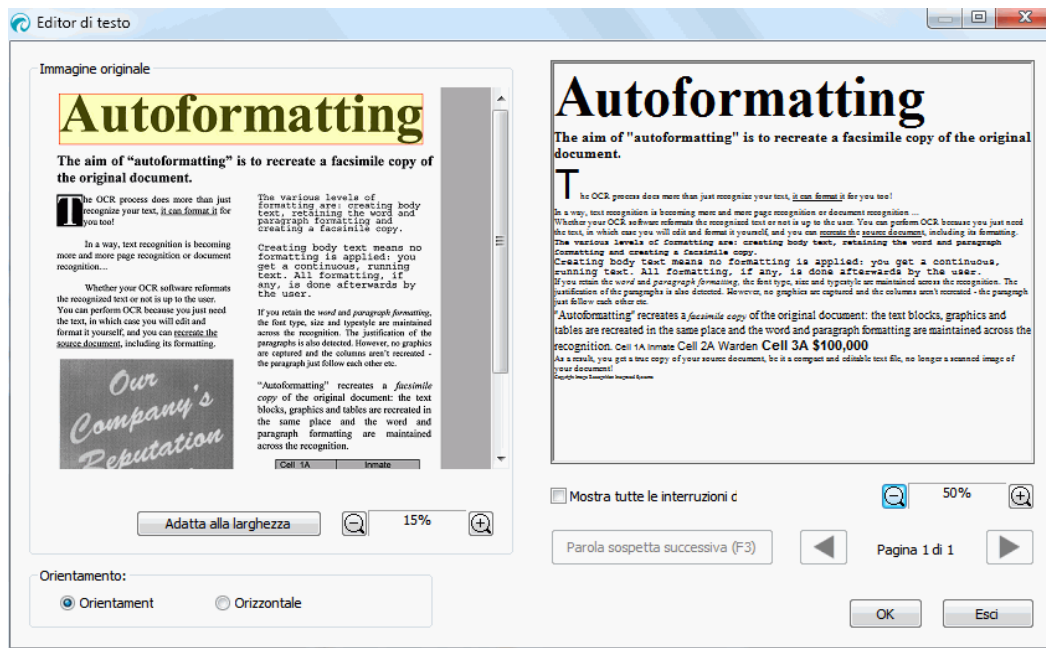 Editor di testo
Immagine originale
Autoformatting
The aim of “autoformatting” is to recreate a facsimile copy of
the original document.
The OCR process does more than just
recognize your text, it can format it for
you too!
In a way, text recognition is becoming
more and more page recognition or document
recognition…
Whether your OCR software reformats
the recognized text or not is up to the user.
You can perform OCR because you just need
the text, in which case you will edit and
format it yourself, and you can recreate the
source document, including its formatting.
Our
Company's
Reputation
The various levels of
formatting are: creating body
text, retaining the word and
paragraph formatting and
creating a facsimile copy.
Creating body text means no
formatting is applied: you
get a continuous, running
text. All formatting, if
any, is done afterwards by
the user.
If you retain the word and paragraph formatting,
the font type, size and typestyle are maintained
across the recognition. The justification of the
paragraphs is also detected. However, no graphics
are captured and the columns aren't recreated -
the paragraph just follow each other etc.
“Autoformatting” recreates a facsimile
copy of the original document: the text
blocks, graphics and tables are recreated in
the same place and the word and
paragraph formatting are maintained
across the recognition.
Cell 1A Inmate
Adatta alla larghezza
15%
Orientamento:
Orientament
Orizzontale
Autoformatting
The aim of "autoformatting" is to recreate a facsimile copy of the original
document.
The OCR process does more than just recognize your text, it can format it for you too!
In a way, text recognition is becoming more and more page recognition or document recognition ...
Whether your OCR software reformats the recognized text or not is up to the user. You can perform OCR because you just need
the text, in which case you will edit and format it yourself, and you can recreate the source document, including its formatting.
The various levels of formatting are: creating body text, retaining the word and paragraph
formatting and creating a facsimile copy.
Creating body text means no formatting is applied: you get a continuous,
running text. All formatting, if any, is done afterwards by the user.
If you retain the word and paragraph formatting, the font type, size and typestyle are maintained across the recognition. The
justification of the paragraphs is also detected. However, no graphics are captured and the columns aren't recreated - the paragraph
just follow each other etc.
"Autoformatting" recreates a facsimile copy of the original document: the text blocks, graphics and
tables are recreated in the same place and the word and paragraph formatting are maintained across the
recognition. Cell 1A Inmate Cell 2A Warden Cell 3A $100,000
As a result, you get a true copy of your source document, be it a compact and editable text file, no longer a scanned image of
your document!
Copyright Image Recognition Integrated Systems
Mostra tutte le interruzioni d
50%
Parola sospetta successiva (F3)
Pagina 1 di 1
OK
Esci